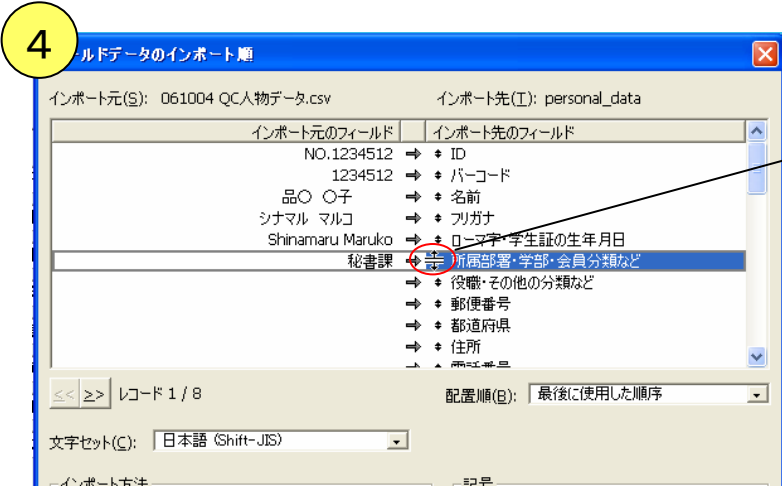 4
ールドデータのインポート順
インポート元(S): 061004 QC人物データ.csv インポート先(T): personal_data
インポート元のフィールド インポート先のフィールド
NO.1234512 ID
1234512 バーコード
品〇 〇子 名前
シナマル マルコ フリガナ
Shinamaru Maruko ローマ字・学生証の生年月日
秘書課 所属部署・学部・会員分類など
役職・その他の分類など
郵便番号
都道府県
住所
電話番号
<< >> レコード 1 / 8 配置順(B): 最後に使用した順序
文字セット(C): 日本語 (Shift-JIS)
インポート方法 記号